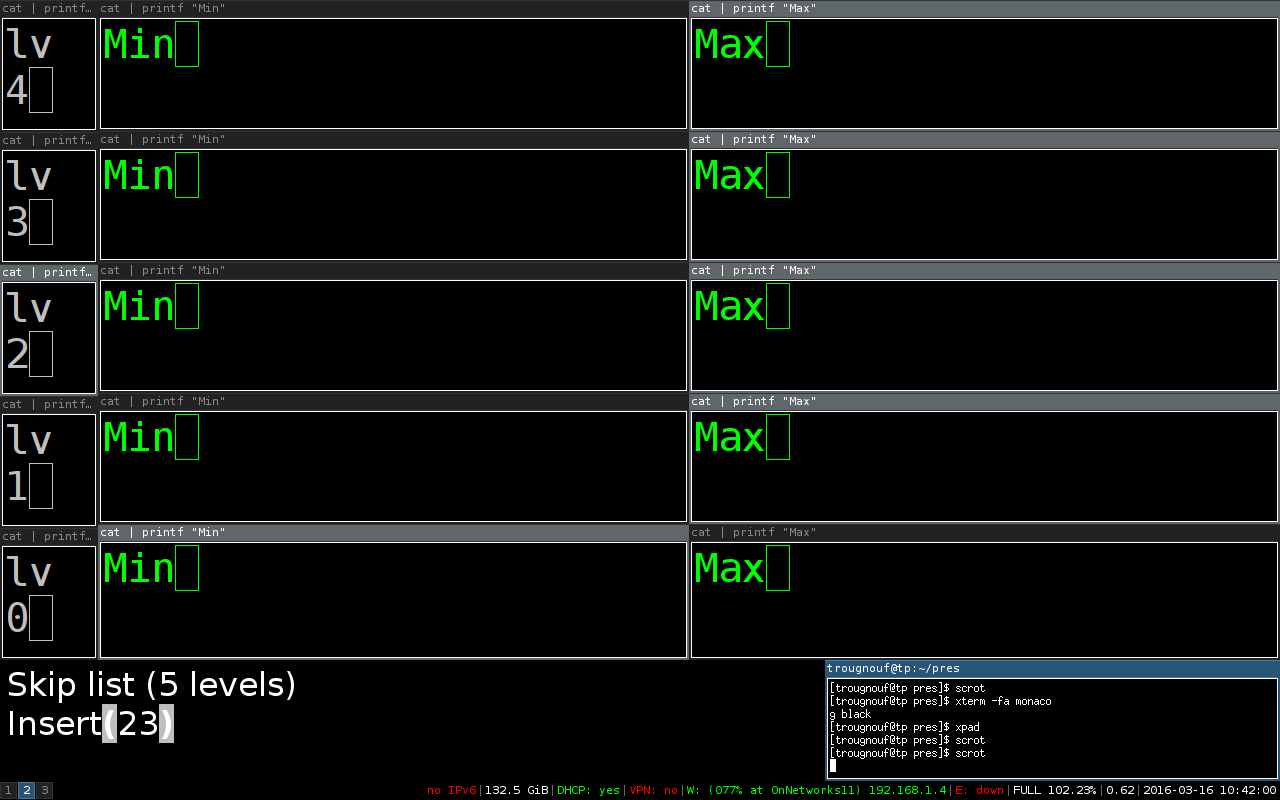 cat | printf… cat | printf "Min" cat | printf "Max"
lv Min Max
4
cat | printf… cat | printf "Min" cat | printf "Max"
lv Min Max
3
cat | printf… cat | printf "Min" cat | printf "Max"
lv Min Max
2
cat | printf… cat | printf "Min" cat | printf "Max"
lv Min Max
1
cat | printf… cat | printf "Min" cat | printf "Max"
lv Min Max
0
Skip list (5 levels)
Insert(23)
trougnouf@tp:~/pres
[trougnouf@tp pres]$ scrot
[trougnouf@tp pres]$ xterm -fa monaco
g black
[trougnouf@tp pres]$ xpad
[trougnouf@tp pres]$ scrot
[trougnouf@tp pres]$ scrot
1 2 3 no IPv6|132.5 GiB|DHCP: yes|VPN: no|W: (077% at OnNetworks11) 192.168.1.4|E: down|FULL 102.23%|0.62|2016-03-16 10:42:00